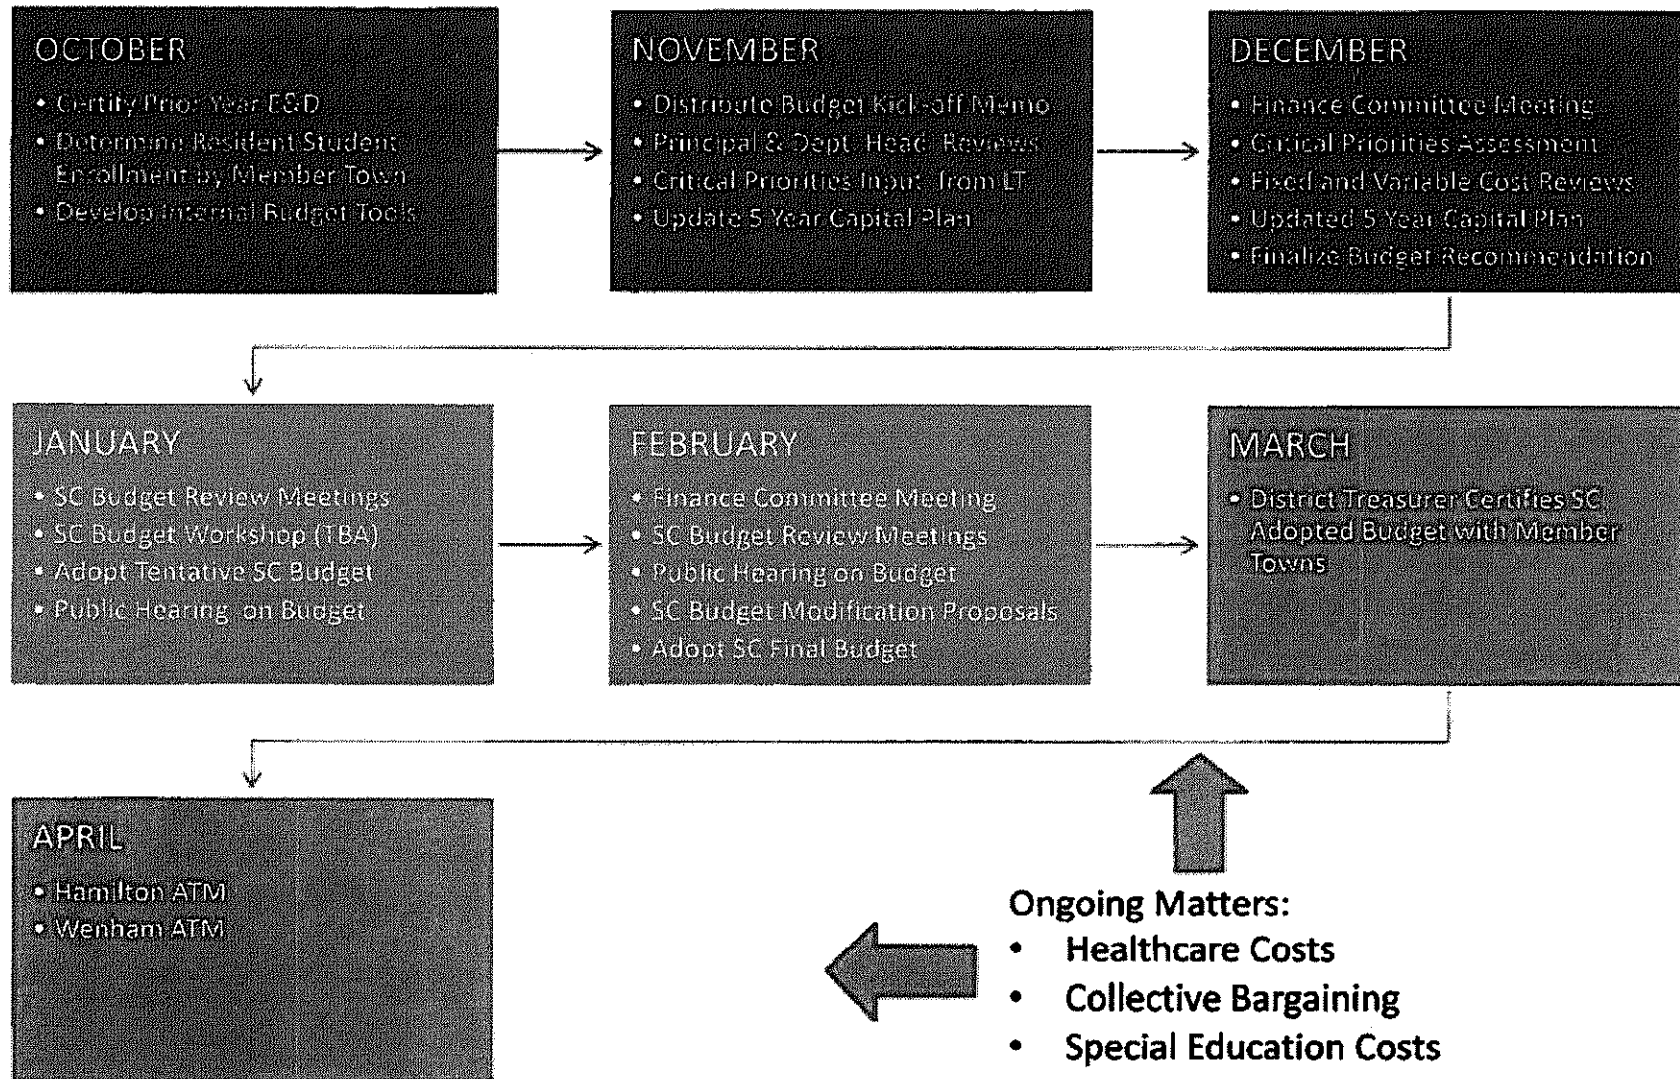 OCTOBER
• Certify Prior Year E&D
• Determine Resident Student
Enrollment by Member Town
• Develop Internal Budget Tools
NOVEMBER
• Distribute Budget Kick-off Memo
• Principal & Dept. Head Reviews
• Critical Priorities Input from LT
• Update 5 Year Capital Plan
DECEMBER
• Finance Committee Meeting
• Critical Priorities Assessment
• Fixed and Variable Cost Reviews
• Updated 5 Year Capital Plan
• Finalize Budget Recommendation
JANUARY
• SC Budget Review Meetings
• SC Budget Workshop (TBA)
• Adopt Tentative SC Budget
• Public Hearing on Budget
FEBRUARY
• Finance Committee Meeting
• SC Budget Review Meetings
• Public Hearing on Budget
• SC Budget Modification Proposals
• Adopt SC Final Budget
MARCH
• District Treasurer Certifies SC
Adopted Budget with Member
Towns
APRIL
• Hamilton ATM
• Wenham ATM
Ongoing Matters:
• Healthcare Costs
• Collective Bargaining
• Special Education Costs